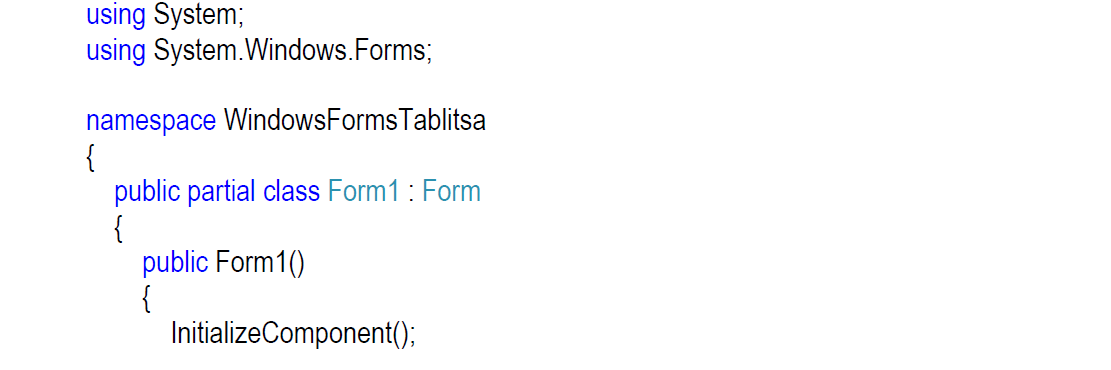 using System;
using System.Windows.Forms;
namespace WindowsFormsTablitsa
{
public partial class Form1 : Form
{
public Form1()
{
InitializeComponent();